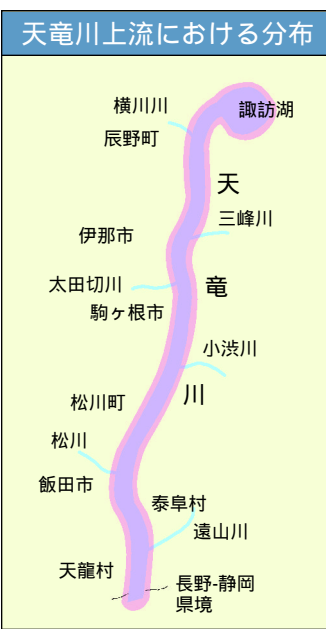 天竜川上流における分布
横川川
諏訪湖
辰野町
天
三峰川
伊那市
太田切川
竜
駒ヶ根市
小渋川
川
松川町
松川
飯田市
泰阜村
遠山川
天龍村
長野-静岡
県境